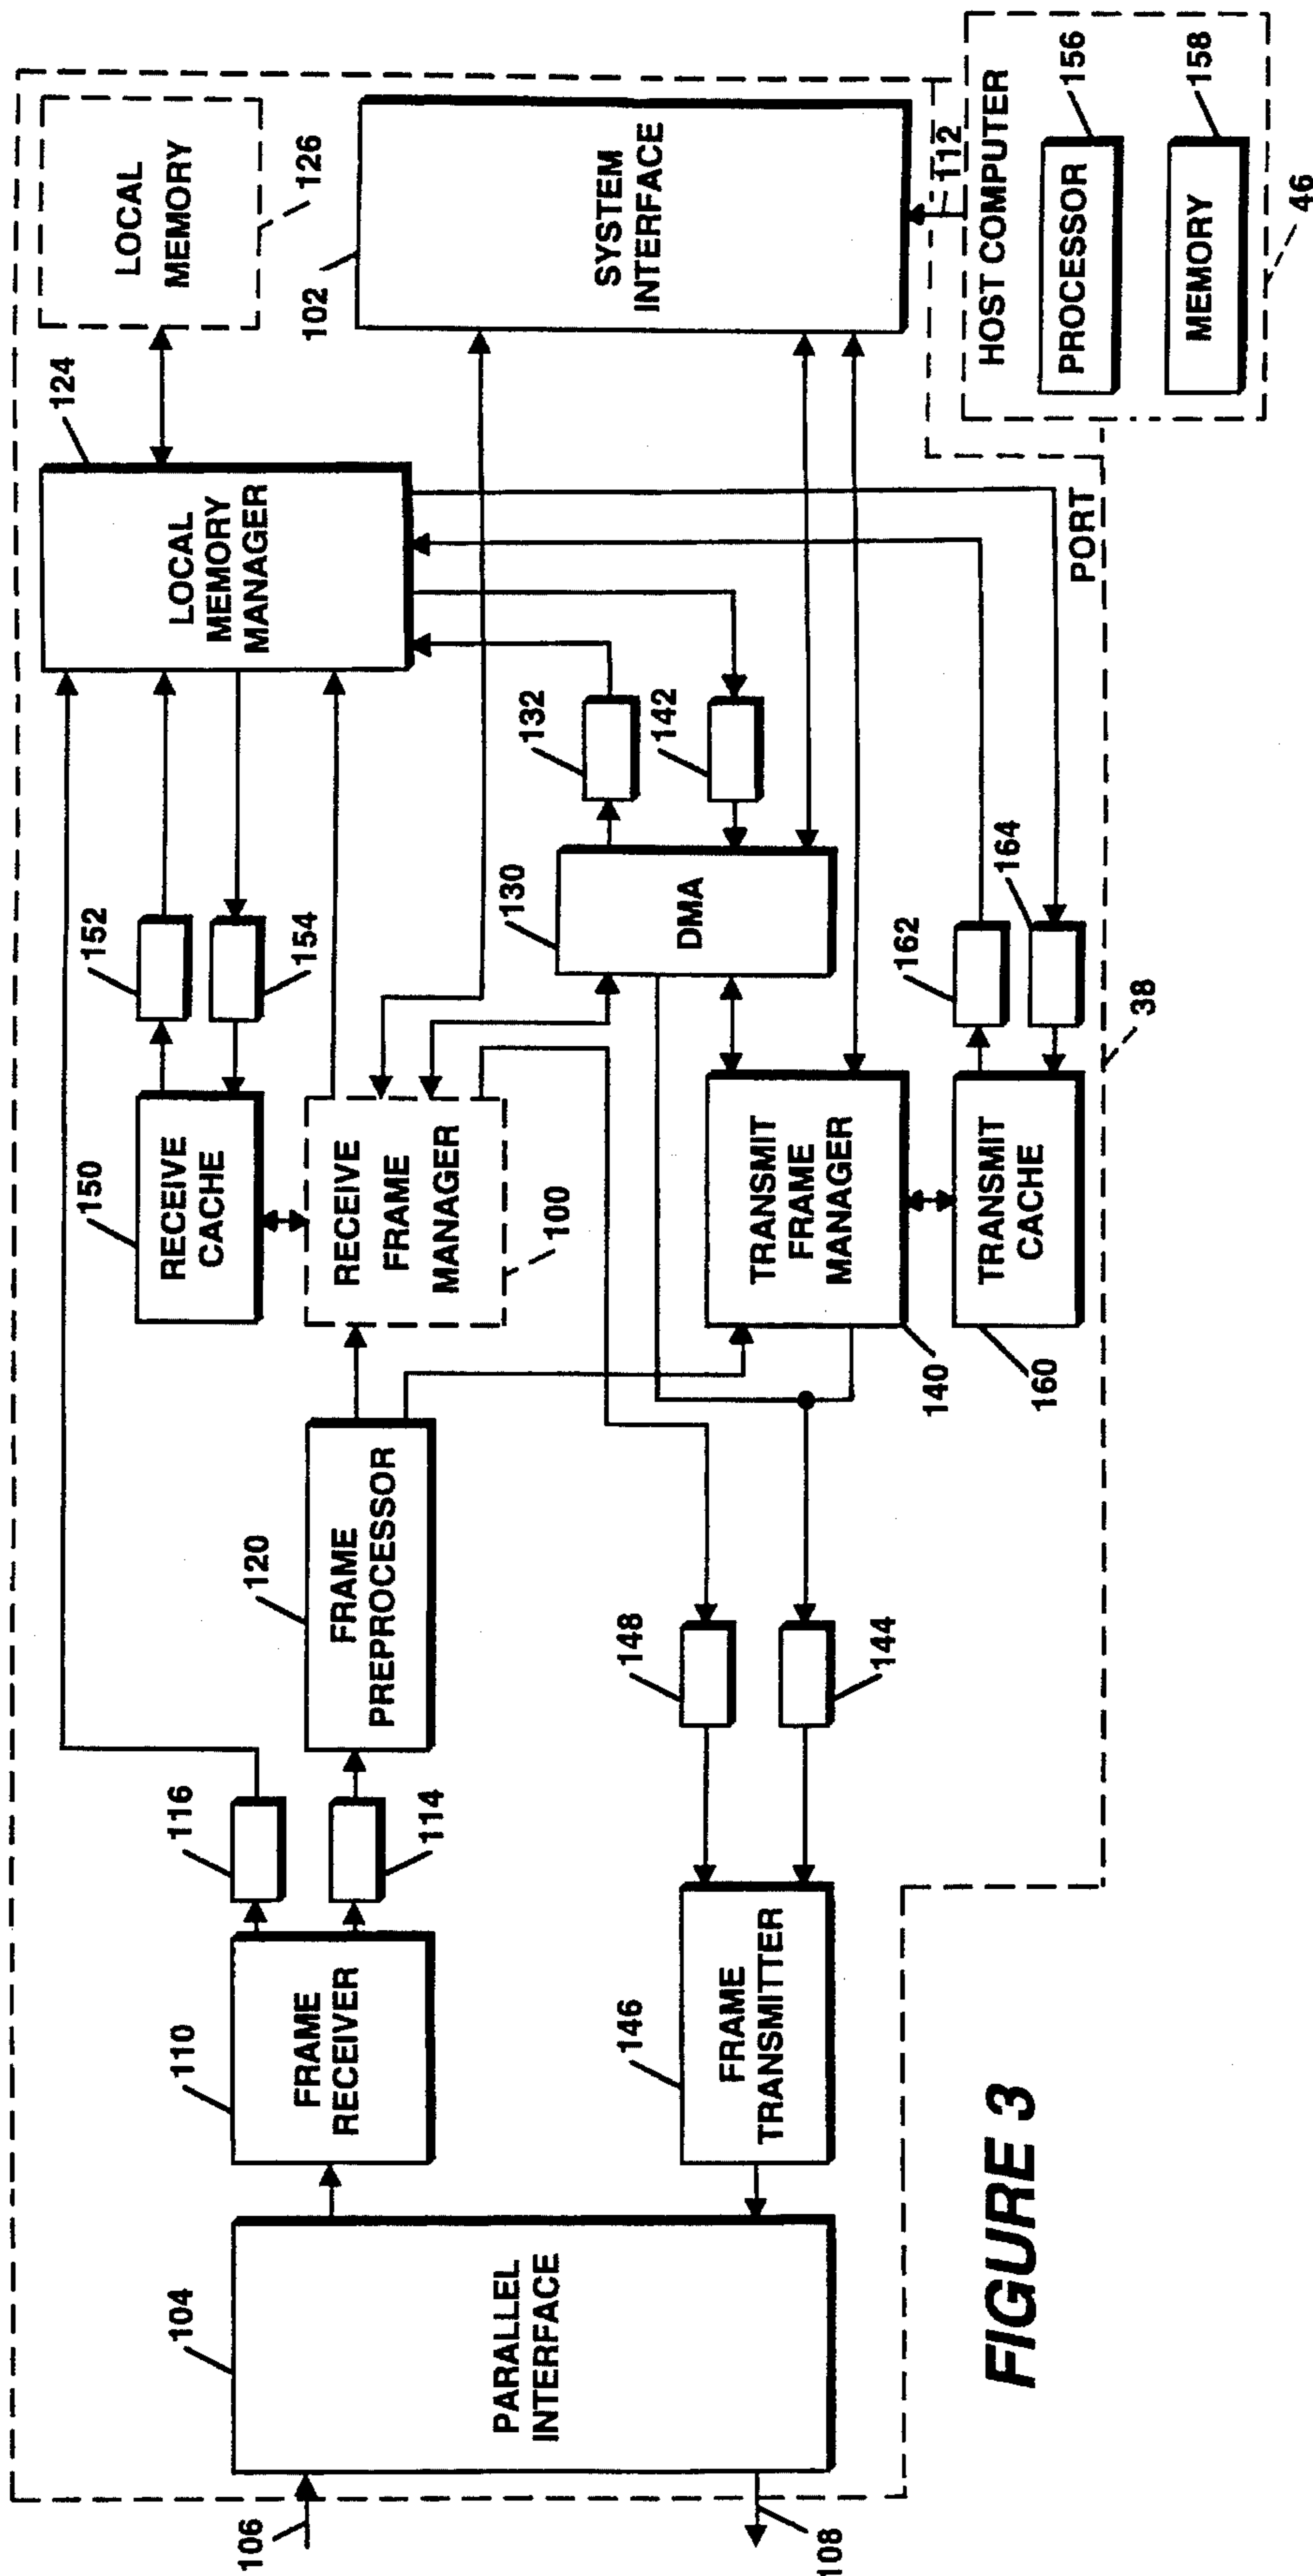 106
108
104
PARALLEL
INTERFACE
110
FRAME
RECEIVER
116
114
146
FRAME
TRANSMITTER
148
144
120
FRAME
PREPROCESSOR
150
RECEIVE
CACHE
152
154
RECEIVE
FRAME
MANAGER
100
130
DMA
132
142
TRANSMIT
FRAME
MANAGER
140
TRANSMIT
CACHE
160
162
164
38
124
LOCAL
MEMORY
MANAGER
LOCAL
MEMORY
126
102
SYSTEM
INTERFACE
112
PORT
HOST COMPUTER
PROCESSOR
156
MEMORY
158
46
FIGURE 3